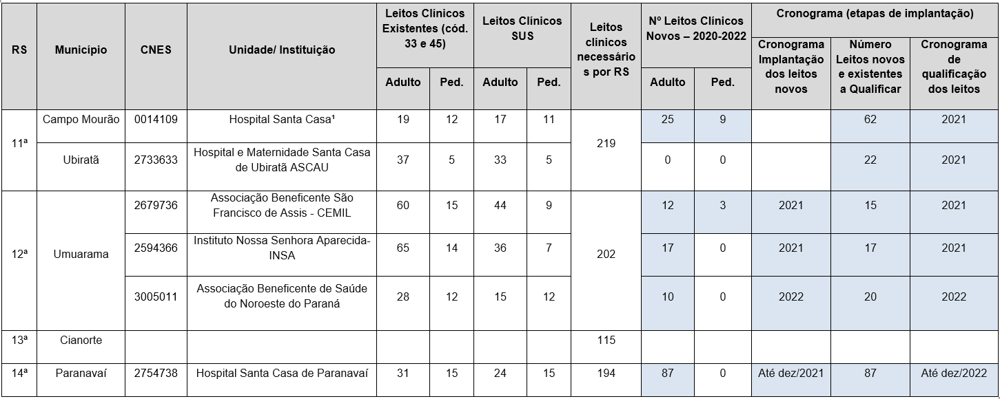 RS
Município
CNES
Unidade/ Instituição
Leitos Clínicos
Existentes (cód.
33 e 45)
Leitos Clínicos
SUS
Leitos
clínicos
necessário
s por RS
Nº Leitos Clínicos
Novos – 2020-2022
Cronograma (etapas de implantação)
Adulto
Ped.
Adulto
Ped.
Adulto
Ped.
Cronograma
Implantação
dos leitos
novos
Número
Leitos novos
e existentes
a Qualificar
Cronograma
de
qualificação
dos leitos
11ª
Campo Mourão
0014109
Hospital Santa Casa¹
19
12
17
11
219
25
9
62
2021
Ubiratã
2733633
Hospital e Maternidade Santa Casa
de Ubiratã ASCAU
37
5
33
5
0
0
22
2021
12ª
Umuarama
2679736
Associação Beneficente São
Francisco de Assis - CEMIL
60
15
44
9
202
12
3
2021
15
2021
2594366
Instituto Nossa Senhora Aparecida-
INSA
65
14
36
7
17
0
2021
17
2021
3005011
Associação Beneficente de Saúde
do Noroeste do Paraná
28
12
15
12
10
0
2022
20
2022
13ª
Cianorte
115
14ª
Paranavaí
2754738
Hospital Santa Casa de Paranavaí
31
15
24
15
194
87
0
Até dez/2021
87
Até dez/2022